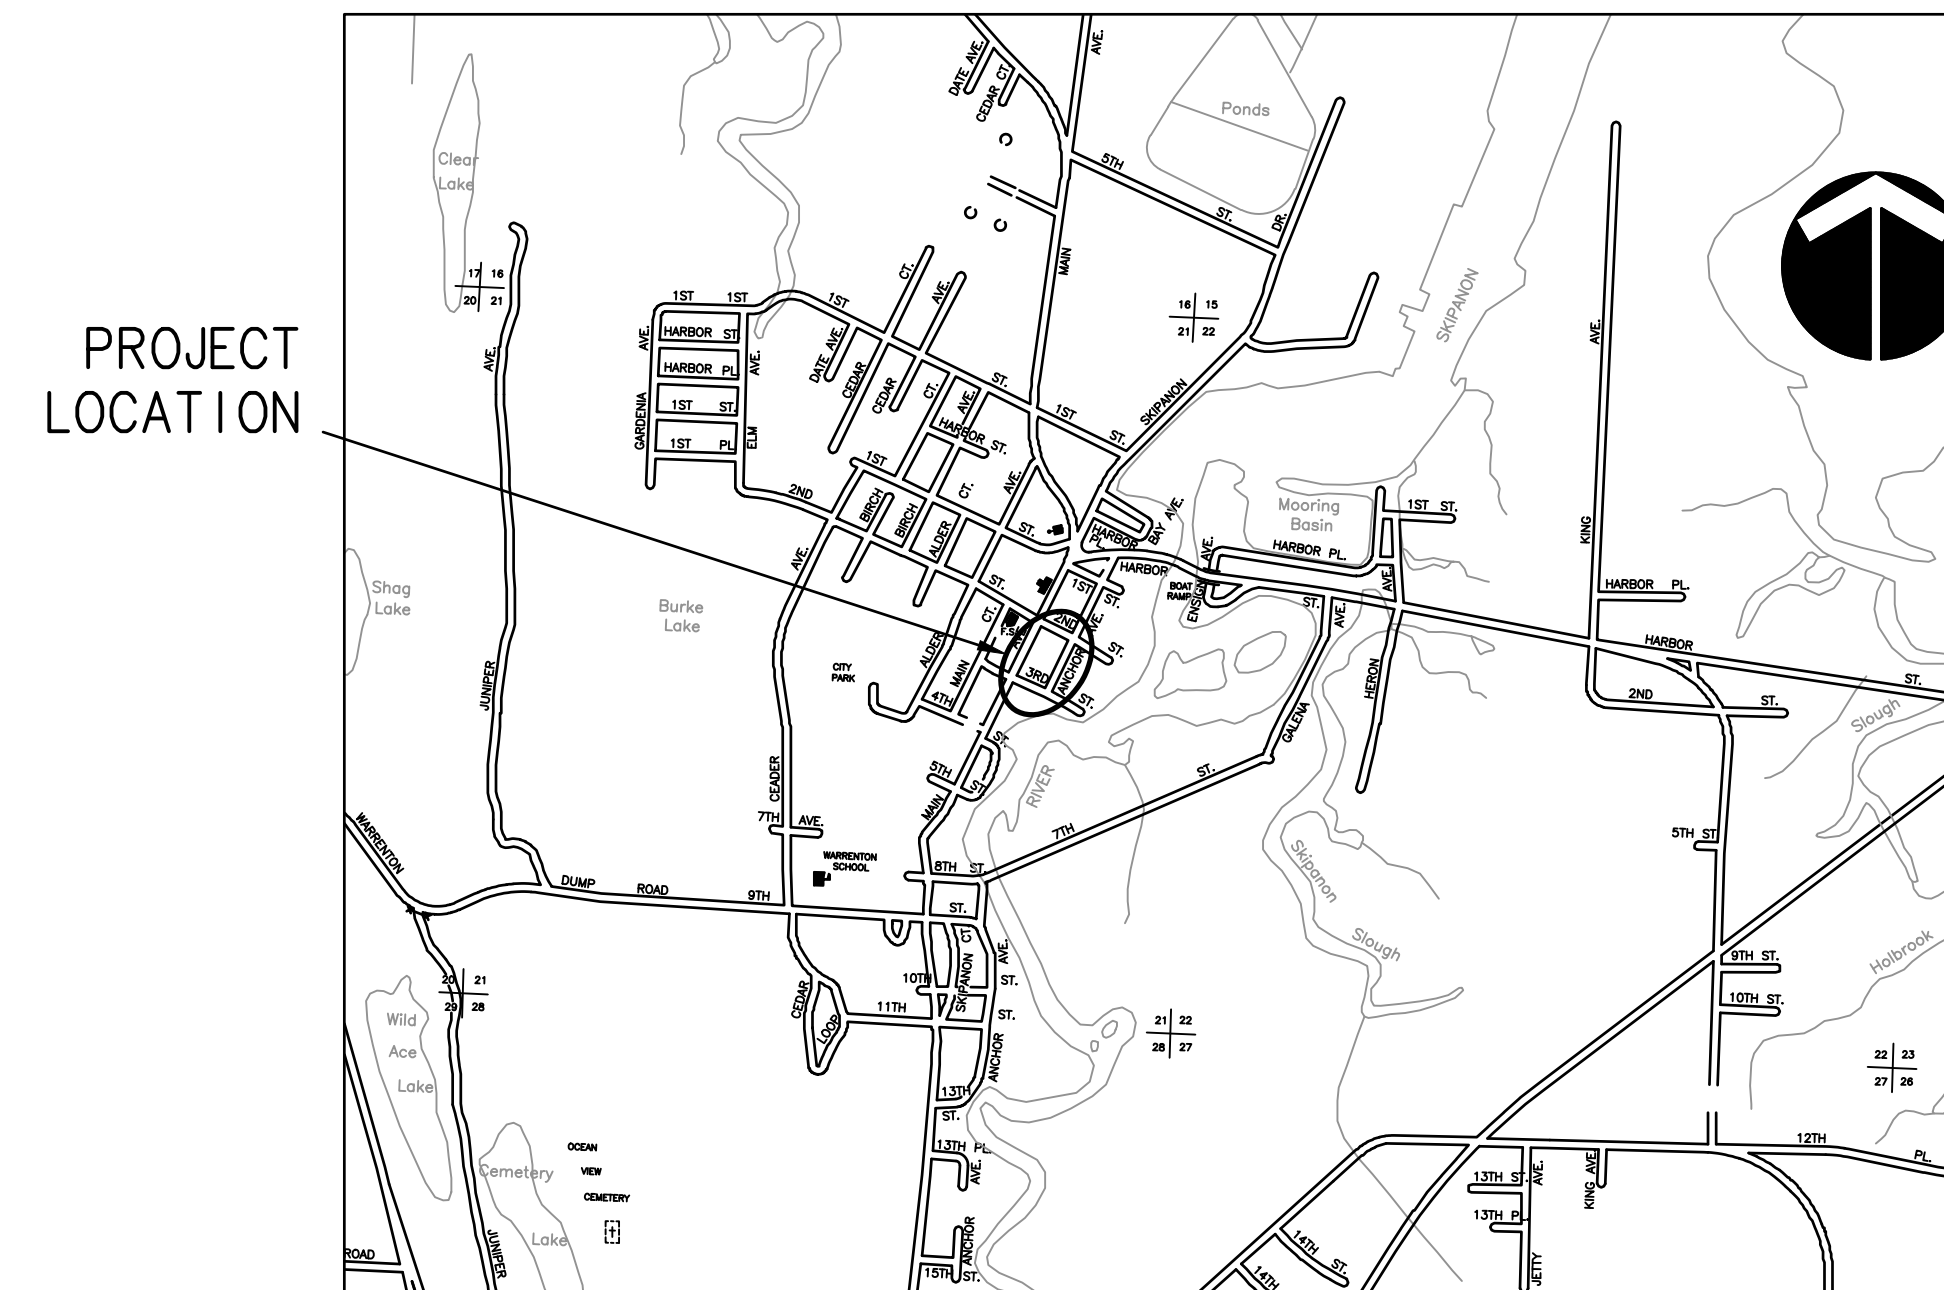 PROJECT
LOCATION
AVE.
DATE AVE.
CEDAR CT.
Ponds
Clear
Lake
5TH ST.
DR.
MAIN
SKIPANON
17 16
20 21
16 15
21 22
1ST
1ST
1ST
CT.
AVE.
AVE.
HARBOR ST.
HARBOR PL.
1ST ST.
1ST PL.
GARDENIA
AVE.
ELM
AVE.
DATE AVE.
CEDAR
CEDAR
CT.
AVE.
ST.
1ST
ST.
SKIPANON
HARBOR ST.
1ST
2ND
BIRCH
BIRCH
ALDER
CT.
AVE.
ST.
HARBOR
PL.
BAY AVE.
Mooring
Basin
1ST ST.
HARBOR PL.
AVE.
KING
AVE.
HARBOR PL.
HARBOR
ST.
HARBOR
BOAT
RAMP
ENSIGN
AVE.
ST.
AVE.
Shag
Lake
Burke
Lake
AVE.
ST.
CT.
1ST
ST.
2ND
AVE.
ST.
3RD
ANCHOR
ST.
ALDER
MAIN
4TH
ST.
CITY
PARK
JUNIPER
CEADER
7TH AVE.
5TH
ST.
MAIN
RIVER
GALENA
HERON
2ND ST.
Slough
7TH
ST.
5TH ST
WARRENTON
WARRENTON
SCHOOL
8TH ST.
DUMP ROAD
9TH
ST.
Skipanon
Slough
Holbrook
9TH ST.
10TH ST.
20 21
29 28
Wild
Ace
Lake
CEDAR
LOOP
10TH
SKIPANON
CT.
AVE.
ST.
11TH
ST.
ANCHOR
21 22
28 27
22 23
27 26
13TH
ST.
13TH PL.
AVE.
Cemetery
Lake
OCEAN
VIEW
CEMETERY
JUNIPER
ROAD
15TH ST.
ANCHOR
12TH
PL.
13TH ST.
AVE.
KING AVE.
13TH P
14TH ST.
14TH
JETTY